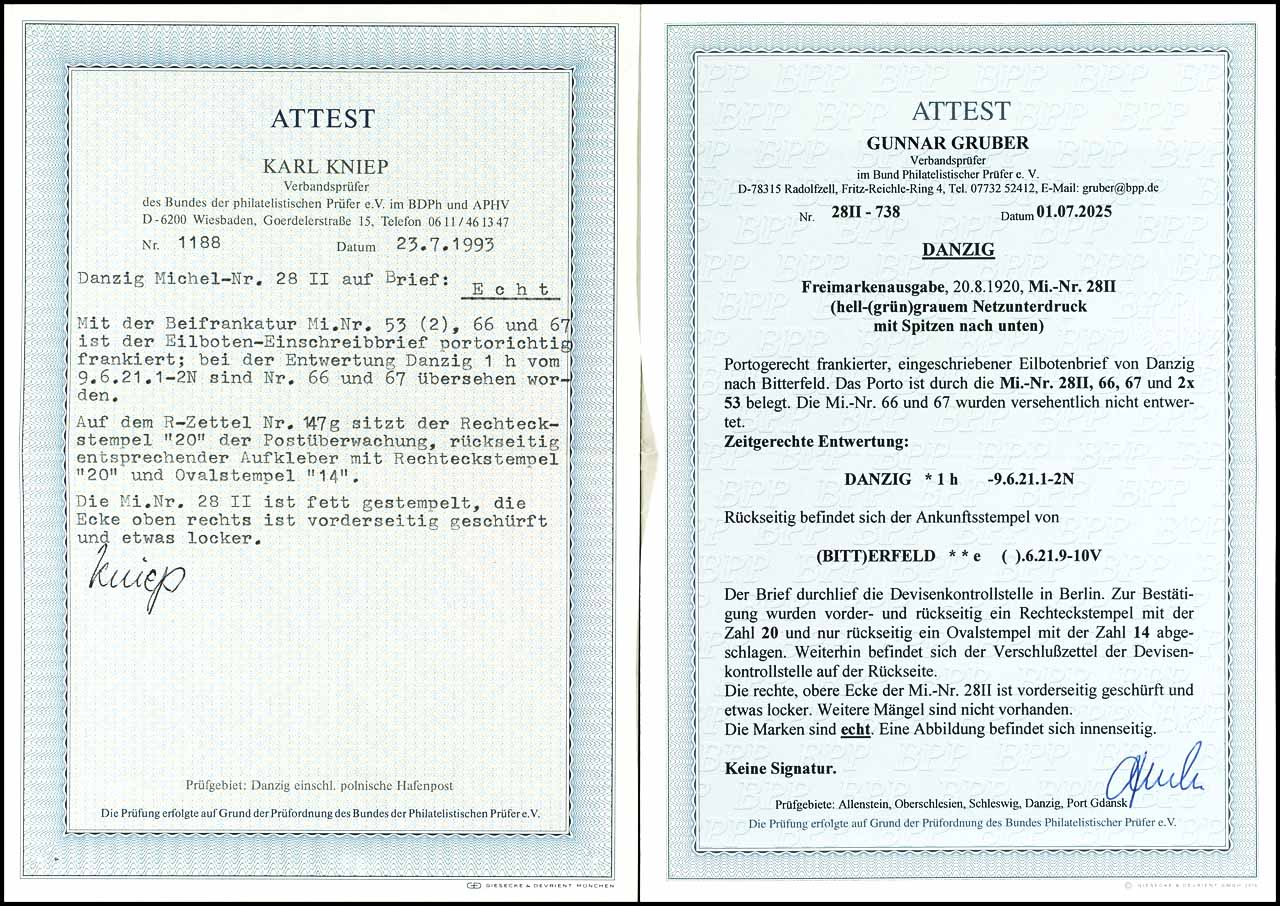 ATTEST
KARL KNIEP
Verbandsprüfer
des Bundes der philatelistischen Prüfer e.V. im BDPh und APHV
D-6200 Wiesbaden, Goerdelerstraße 15, Telefon 0611/461347
Nr. 1188 Datum 23.7.1993
Danzig Michel-Nr. 28 II auf Brief:
E c h t
Mit der Beifrankatur Mi.Nr. 53 (2), 66 und 67
ist der Eilboten-Einschreibbrief portorichtig
frankiert; bei der Entwertung Danzig 1 h vom
9.6.21.1-2N sind Nr. 66 und 67 übersehen wor-
den.
Auf dem R-Zettel Nr. 147g sitzt der Rechteck-
stempel "20" der Postüberwachung, rückseitig
entsprechender Aufkleber mit Rechteckstempel
"20" und Ovalstempel "14".
Die Mi.Nr. 28 II ist fett gestempelt, die
Ecke oben rechts ist vorderseitig geschürft
und etwas locker.
Kniep
Prüfgebiet: Danzig einschl. polnische Hafenpost
Die Prüfung erfolgte auf Grund der Prüfordnung des Bundes der Philatelistischen Prüfer e.V.
GIESECKE & DEVRIENT MÜNCHEN
ATTEST
GUNNAR GRUBER
Verbandsprüfer
im Bund Philatelistischer Prüfer e. V.
D-78315 Radolfzell, Fritz-Reichle-Ring 4, Tel. 07732 52412, E-Mail: gruber@bpp.de
Nr. 28II - 738 Datum 01.07.2025
DANZIG
Freimarkenausgabe, 20.8.1920, Mi.-Nr. 28II
(hell-(grün)grauem Netzunterdruck
mit Spitzen nach unten)
Portogerecht frankierter, eingeschriebener Eilbotenbrief von Danzig
nach Bitterfeld. Das Porto ist durch die Mi.-Nr. 28II, 66, 67 und 2x
53 belegt. Die Mi.-Nr. 66 und 67 wurden versehentlich nicht entwer-
tet.
Zeitgerechte Entwertung:
DANZIG * 1 h -9.6.21.1-2N
Rückseitig befindet sich der Ankunftsstempel von
(BITT)ERFELD * * e ( ).6.21.9-10V
Der Brief durchlief die Devisenkontrollstelle in Berlin. Zur Bestäti-
gung wurden vorder- und rückseitig ein Rechteckstempel mit der
Zahl 20 und nur rückseitig ein Ovalstempel mit der Zahl 14 abge-
schlagen. Weiterhin befindet sich der Verschlußzettel der Devisen-
kontrollstelle auf der Rückseite.
Die rechte, obere Ecke der Mi.-Nr. 28II ist vorderseitig geschürft und
etwas locker. Weitere Mängel sind nicht vorhanden.
Die Marken sind echt. Eine Abbildung befindet sich innenseitig.
Keine Signatur.
Prüfgebiete: Allenstein, Oberschlesien, Schleswig, Danzig, Port Gdansk
Die Prüfung erfolgte auf Grund der Prüfordnung des Bundes Philatelistischer Prüfer e.V.